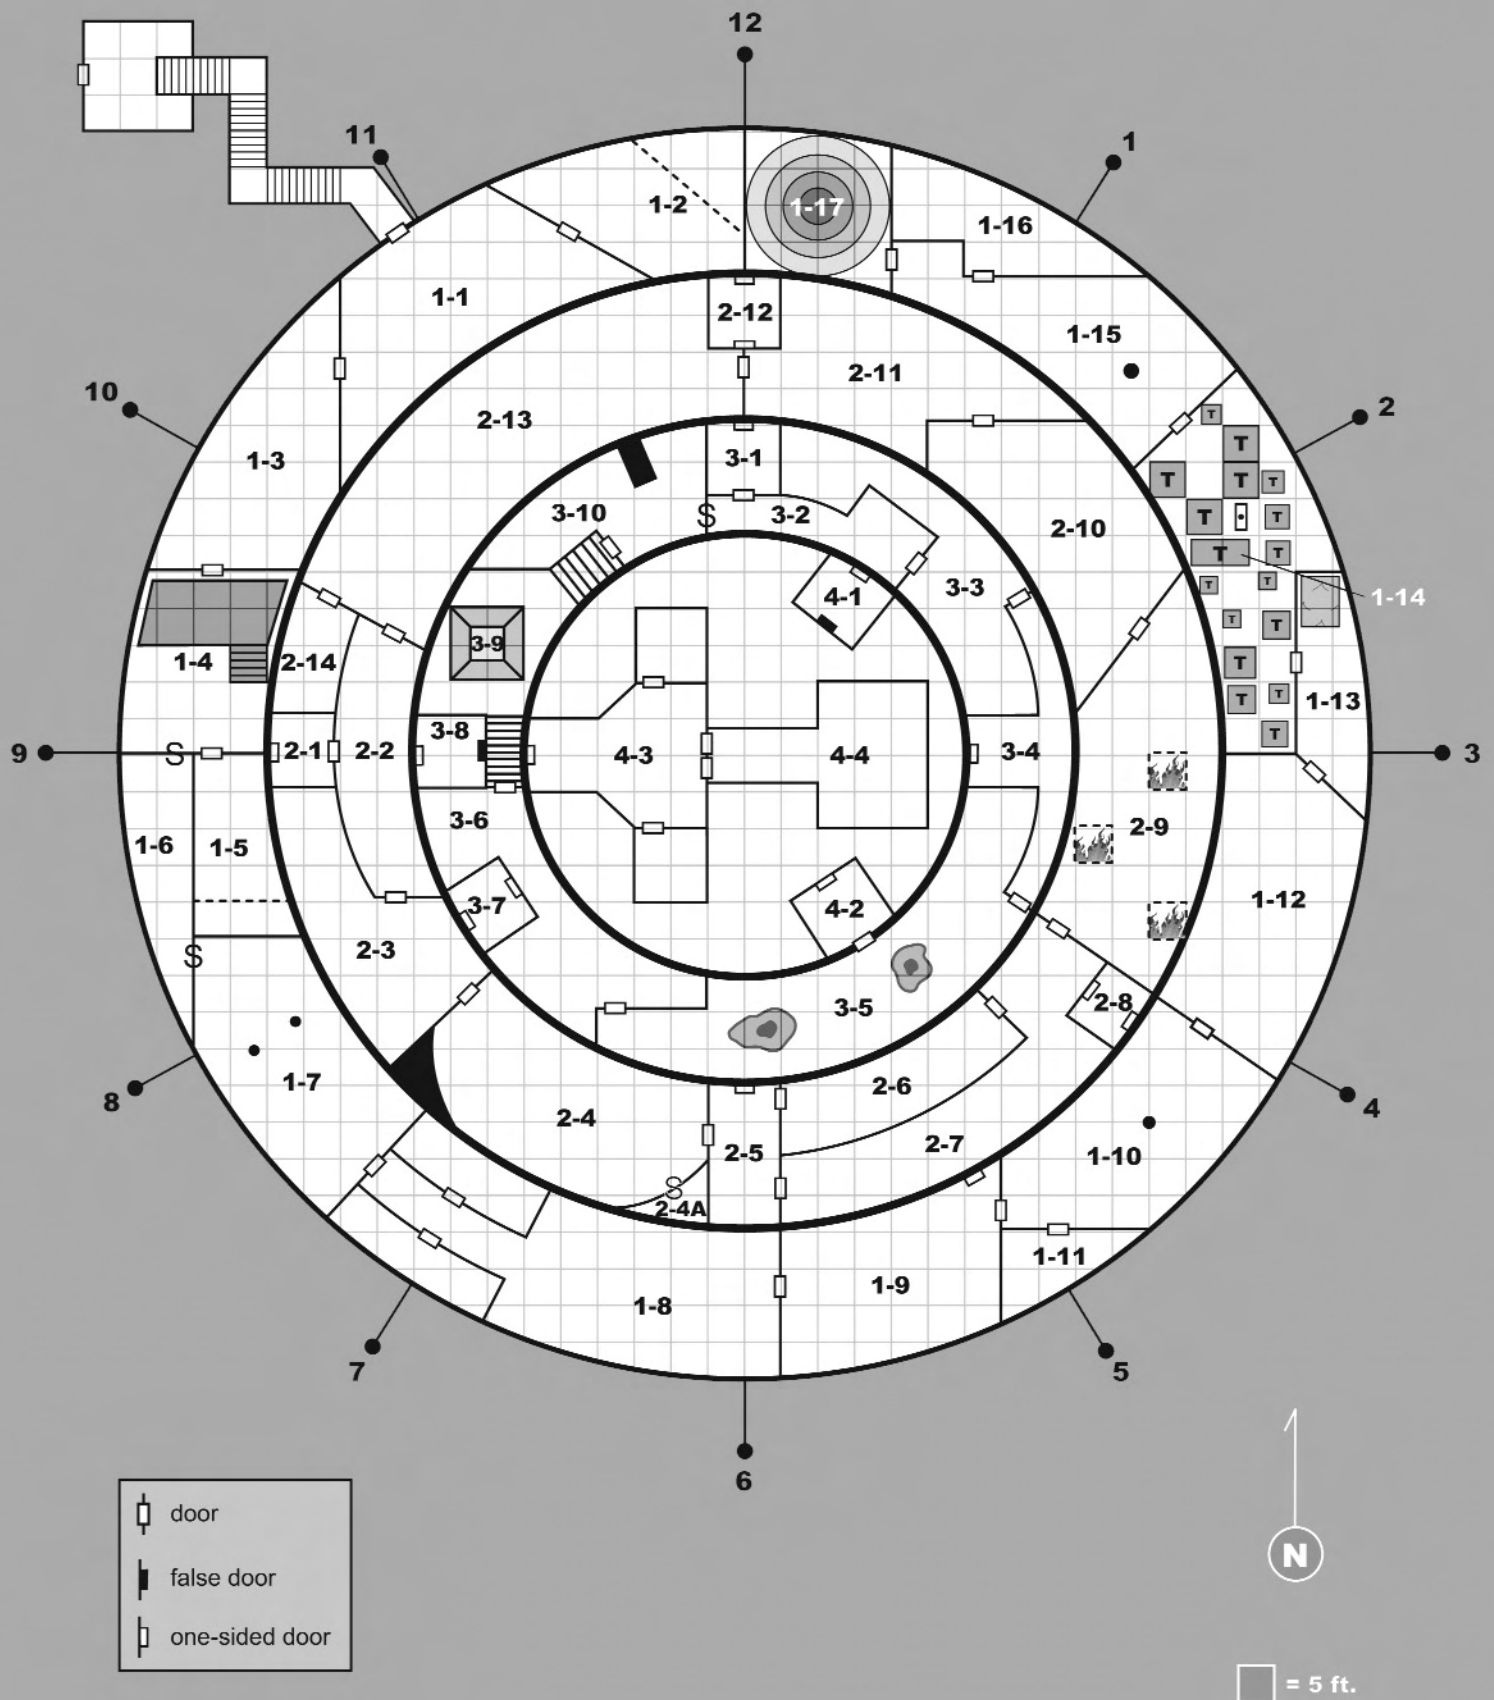 12
11
1
1-2
1-17
1-16
1-1
2-12
1-15
10
2-11
2
2-13
T
T
1-3
3-1
T
T
T
3-10
S
3-2
2-10
T
T
T
T
3-3
T
T
4-1
1-14
3-9
T
T
1-4
2-14
T
T
1-13
3-8
T
T
9
S
2-1
2-2
4-3
4-4
3-4
T
3
3-6
2-9
1-6
1-5
1-12
3-7
4-2
2-3
S
3-5
2-8
1-7
2-6
8
4
2-4
2-5
2-7
1-10
S
2-4A
1-11
1-8
1-9
7
5
6
door
false door
one-sided door
N
= 5 ft.